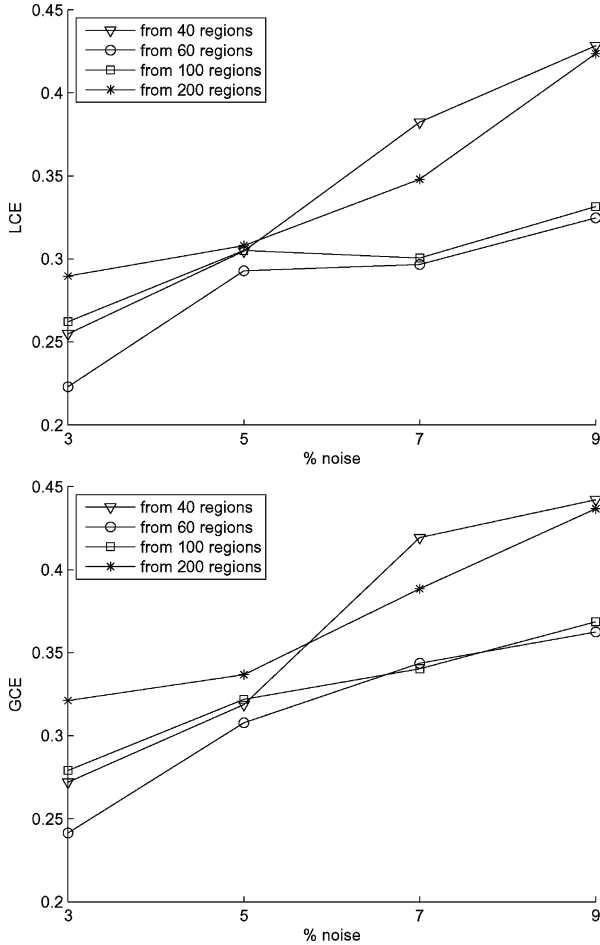 0.45
from 40 regions
from 60 regions
from 100 regions
from 200 regions
0.4
0.35
LCE
0.3
0.25
0.2
3
5
7
9
% noise
0.45
from 40 regions
from 60 regions
from 100 regions
from 200 regions
0.4
0.35
GCE
0.3
0.25
0.2
3
5
7
9
% noise